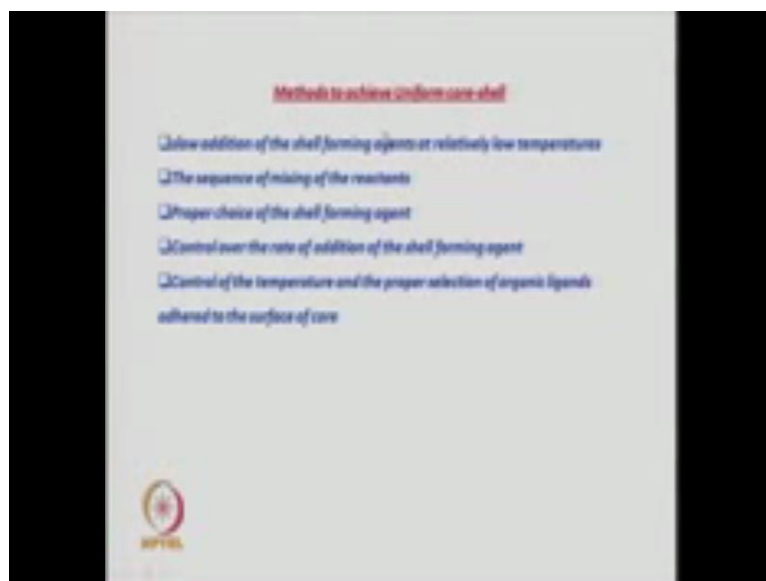 Methods to achieve Uniform core-shell
slow addition of the shell forming agents at relatively low temperatures
The sequence of mixing of the reactants
Proper choice of the shell forming agent
Control over the rate of addition of the shell forming agent
Control of the temperature and the proper selection of organic ligands
adhered to the surface of core
NPTEL